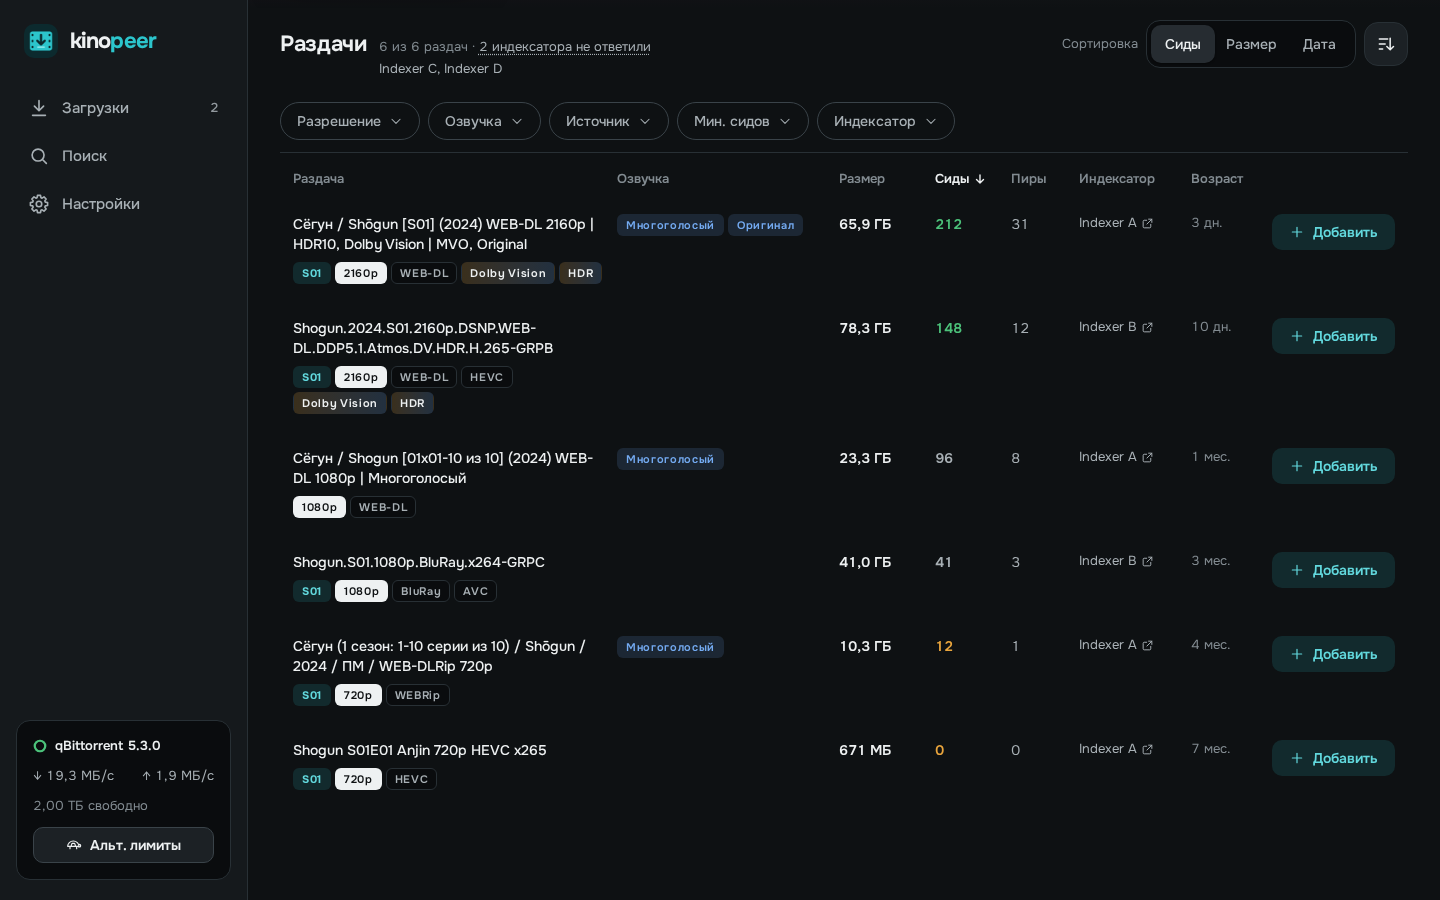 kinopeer
Загрузки 2
Поиск
Настройки
Раздачи 6 из 6 раздач · 2 индексатора не ответили
Indexer C, Indexer D
Сортировка Сиды Размер Дата
Разрешение Озвучка Источник Мин. сидов Индексатор
Раздача Озвучка Размер Сиды Пиры Индексатор Возраст
Сёгун / Shōgun [S01] (2024) WEB-DL 2160p | Многоголосый Оригинал 65,9 ГБ 212 31 Indexer A 3 дн. Добавить
HDR10, Dolby Vision | MVO, Original
S01 2160p WEB-DL Dolby Vision HDR
Shogun.2024.S01.2160p.DSNP.WEB- 78,3 ГБ 148 12 Indexer B 10 дн. Добавить
DL.DDP5.1.Atmos.DV.HDR.H.265-GRPB
S01 2160p WEB-DL HEVC
Dolby Vision HDR
Сёгун / Shogun [01x01-10 из 10] (2024) WEB- Многоголосый 23,3 ГБ 96 8 Indexer A 1 мес. Добавить
DL 1080p | Многоголосый
1080p WEB-DL
Shogun.S01.1080p.BluRay.x264-GRPC 41,0 ГБ 41 3 Indexer B 3 мес. Добавить
S01 1080p BluRay AVC
Сёгун (1 сезон: 1-10 серии из 10) / Shōgun / Многоголосый 10,3 ГБ 12 1 Indexer A 4 мес. Добавить
2024 / ПМ / WEB-DLRip 720p
S01 720p WEBRip
Shogun S01E01 Anjin 720p HEVC x265 671 МБ 0 0 Indexer A 7 мес. Добавить
S01 720p HEVC
qBittorrent 5.3.0
↓ 19,3 МБ/с ↑ 1,9 МБ/с
2,00 ТБ свободно
Альт. лимиты